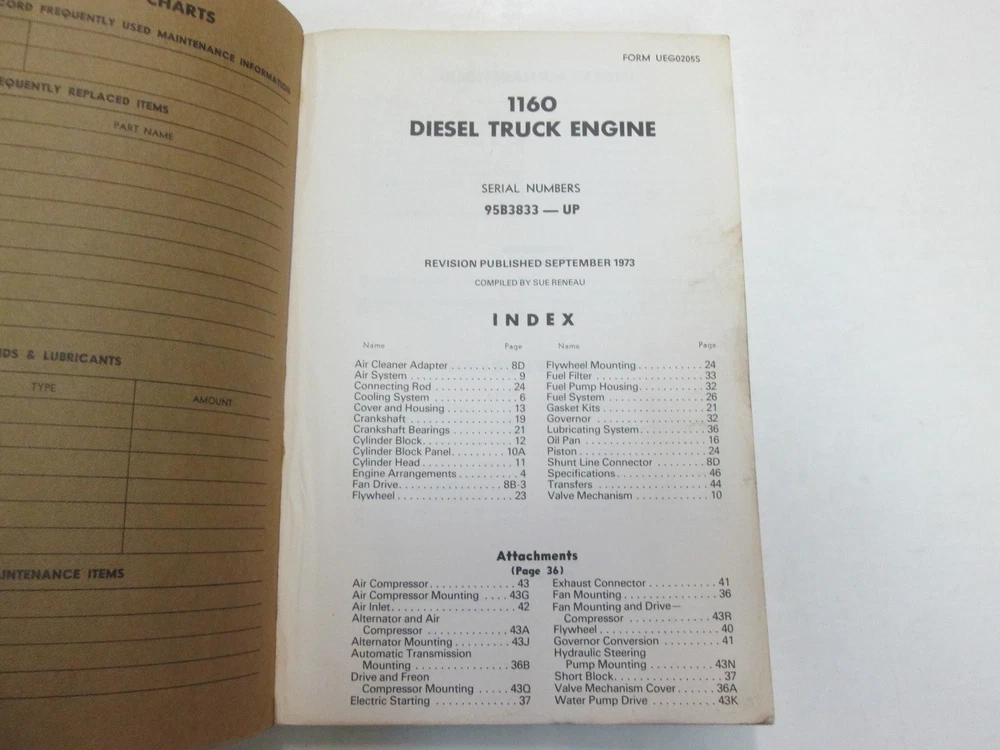 CHARTS
FREQUENTLY USED MAINTENANCE INFORMATION
REPLACED ITEMS
PART NAME
& LUBRICANTS
TYPE
AMOUNT
ITEMS
FORM UEG0205S
1160
DIESEL TRUCK ENGINE
SERIAL NUMBERS
95B3833 — UP
REVISION PUBLISHED SEPTEMBER 1973
COMPILED BY SUE RENEAU
INDEX
Name Page
Air Cleaner Adapter . . . . . . . . . . 8D
Air System . . . . . . . . . . . . . . . . . . 9
Connecting Rod . . . . . . . . . . . . . 24
Cooling System . . . . . . . . . . . . . . 6
Cover and Housing . . . . . . . . . . . 13
Crankshaft . . . . . . . . . . . . . . . . . 19
Crankshaft Bearings . . . . . . . . . . 21
Cylinder Block. . . . . . . . . . . . . . . 12
Cylinder Block Panel. . . . . . . . . 10A
Cylinder Head . . . . . . . . . . . . . . . 11
Engine Arrangements . . . . . . . . . . 4
Fan Drive. . . . . . . . . . . . . . . . . 8B-3
Flywheel . . . . . . . . . . . . . . . . . . . 23
Name Page
Flywheel Mounting . . . . . . . . . . . 24
Fuel Filter . . . . . . . . . . . . . . . . . . 33
Fuel Pump Housing. . . . . . . . . . . 32
Fuel System . . . . . . . . . . . . . . . . 26
Gasket Kits . . . . . . . . . . . . . . . . . 21
Governor . . . . . . . . . . . . . . . . . . 32
Lubricating System. . . . . . . . . . . 36
Oil Pan . . . . . . . . . . . . . . . . . . . . 16
Piston . . . . . . . . . . . . . . . . . . . . . 24
Shunt Line Connector . . . . . . . . 8D
Specifications. . . . . . . . . . . . . . . 46
Transfers . . . . . . . . . . . . . . . . . . 44
Valve Mechanism . . . . . . . . . . . . 10
Attachments
(Page 36)
Air Compressor. . . . . . . . . . . . . . 43
Air Compressor Mounting . . . . 43G
Air Inlet. . . . . . . . . . . . . . . . . . . . 42
Alternator and Air
Compressor . . . . . . . . . . . . . 43A
Alternator Mounting . . . . . . . . . 43J
Automatic Transmission
Mounting . . . . . . . . . . . . . . . 36B
Drive and Freon
Compressor Mounting . . . . . 43Q
Electric Starting . . . . . . . . . . . . . 37
Exhaust Connector . . . . . . . . . . 41
Fan Mounting . . . . . . . . . . . . . . 36
Fan Mounting and Drive—
Compressor . . . . . . . . . . . . . 43R
Flywheel . . . . . . . . . . . . . . . . . . 40
Governor Conversion . . . . . . . . . 41
Hydraulic Steering
Pump Mounting . . . . . . . . . . 43N
Short Block. . . . . . . . . . . . . . . . 37
Valve Mechanism Cover . . . . . . 36A
Water Pump Drive . . . . . . . . . . 43K